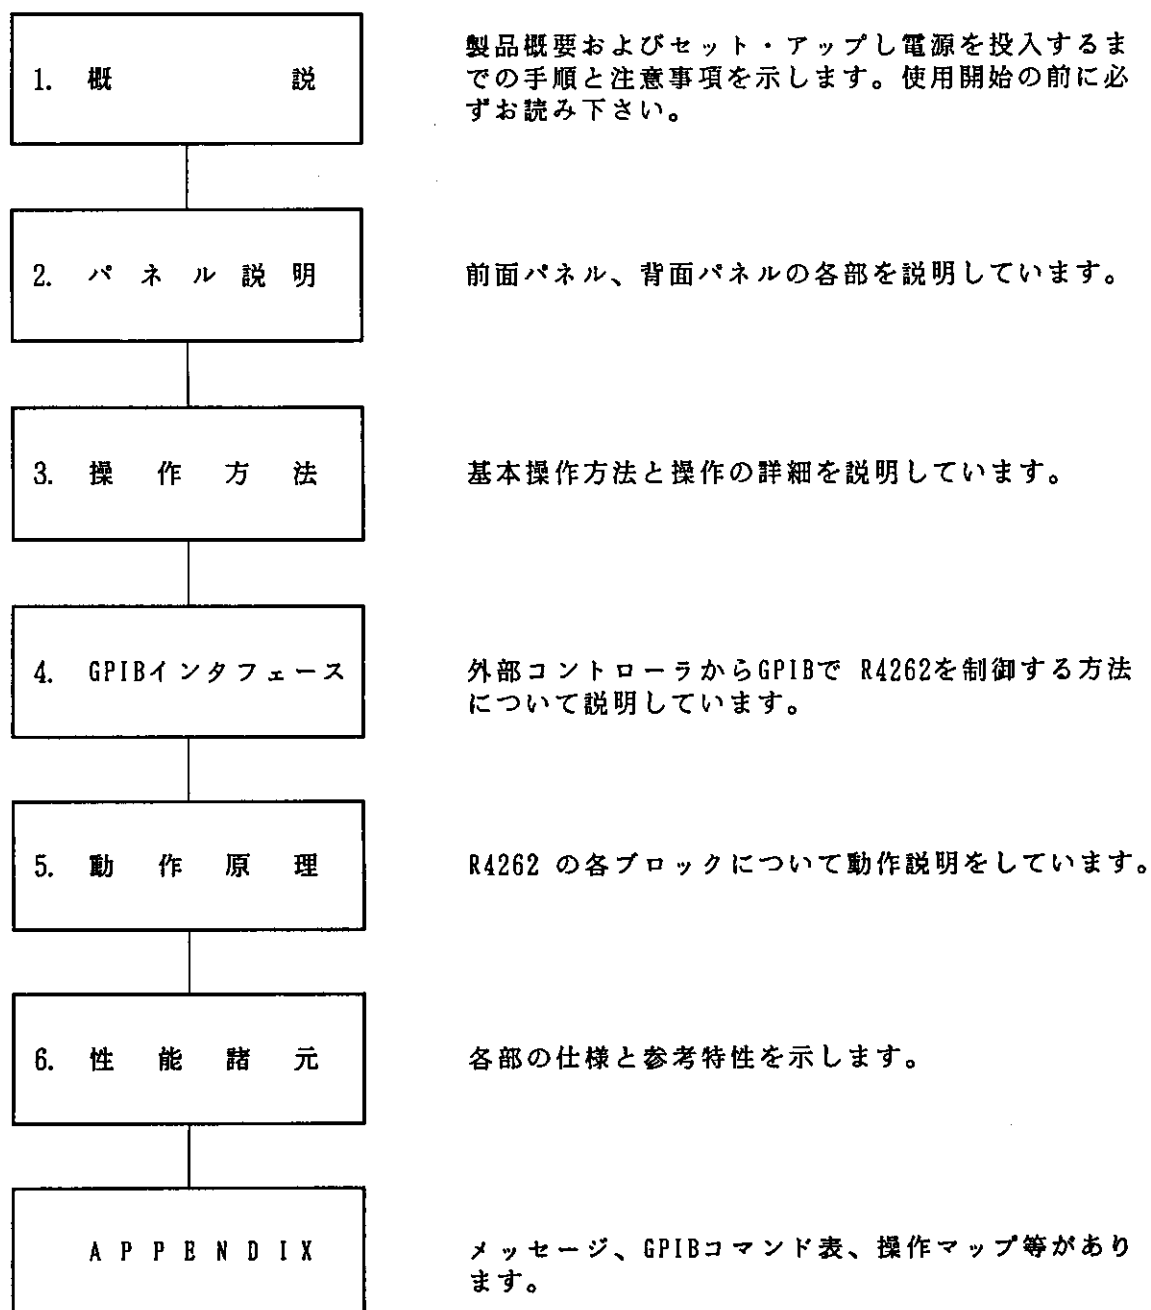 1. 概説
製品概要およびセット・アップし電源を投入するま
での手順と注意事項を示します。使用開始の前に必
ずお読み下さい。
2. パネル説明
前面パネル、背面パネルの各部を説明しています。
3. 操作方法
基本操作方法と操作の詳細を説明しています。
4. GPIBインタフェース
外部コントローラからGPIBで R4262を制御する方法
について説明しています。
5. 動作原理
R4262 の各ブロックについて動作説明をしています。
6. 性能諸元
各部の仕様と参考特性を示します。
APPENDIX
メッセージ、GPIBコマンド表、操作マップ等があり
ます。